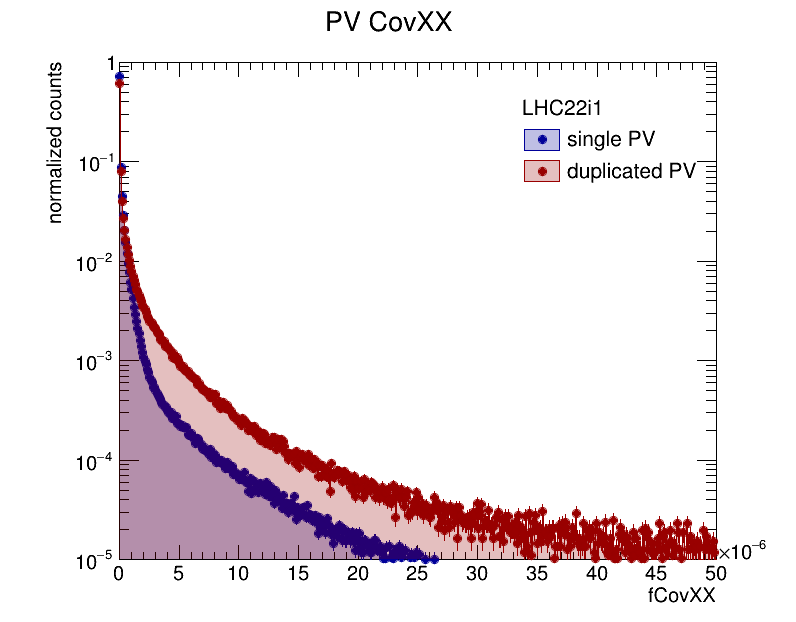 PV CovXX
normalized counts
LHC22i1
single PV
duplicated PV
1
10⁻¹
10⁻²
10⁻³
10⁻⁴
10⁻⁵
0 5 10 15 20 25 30 35 40 45 50
×10⁻⁶
fCovXX